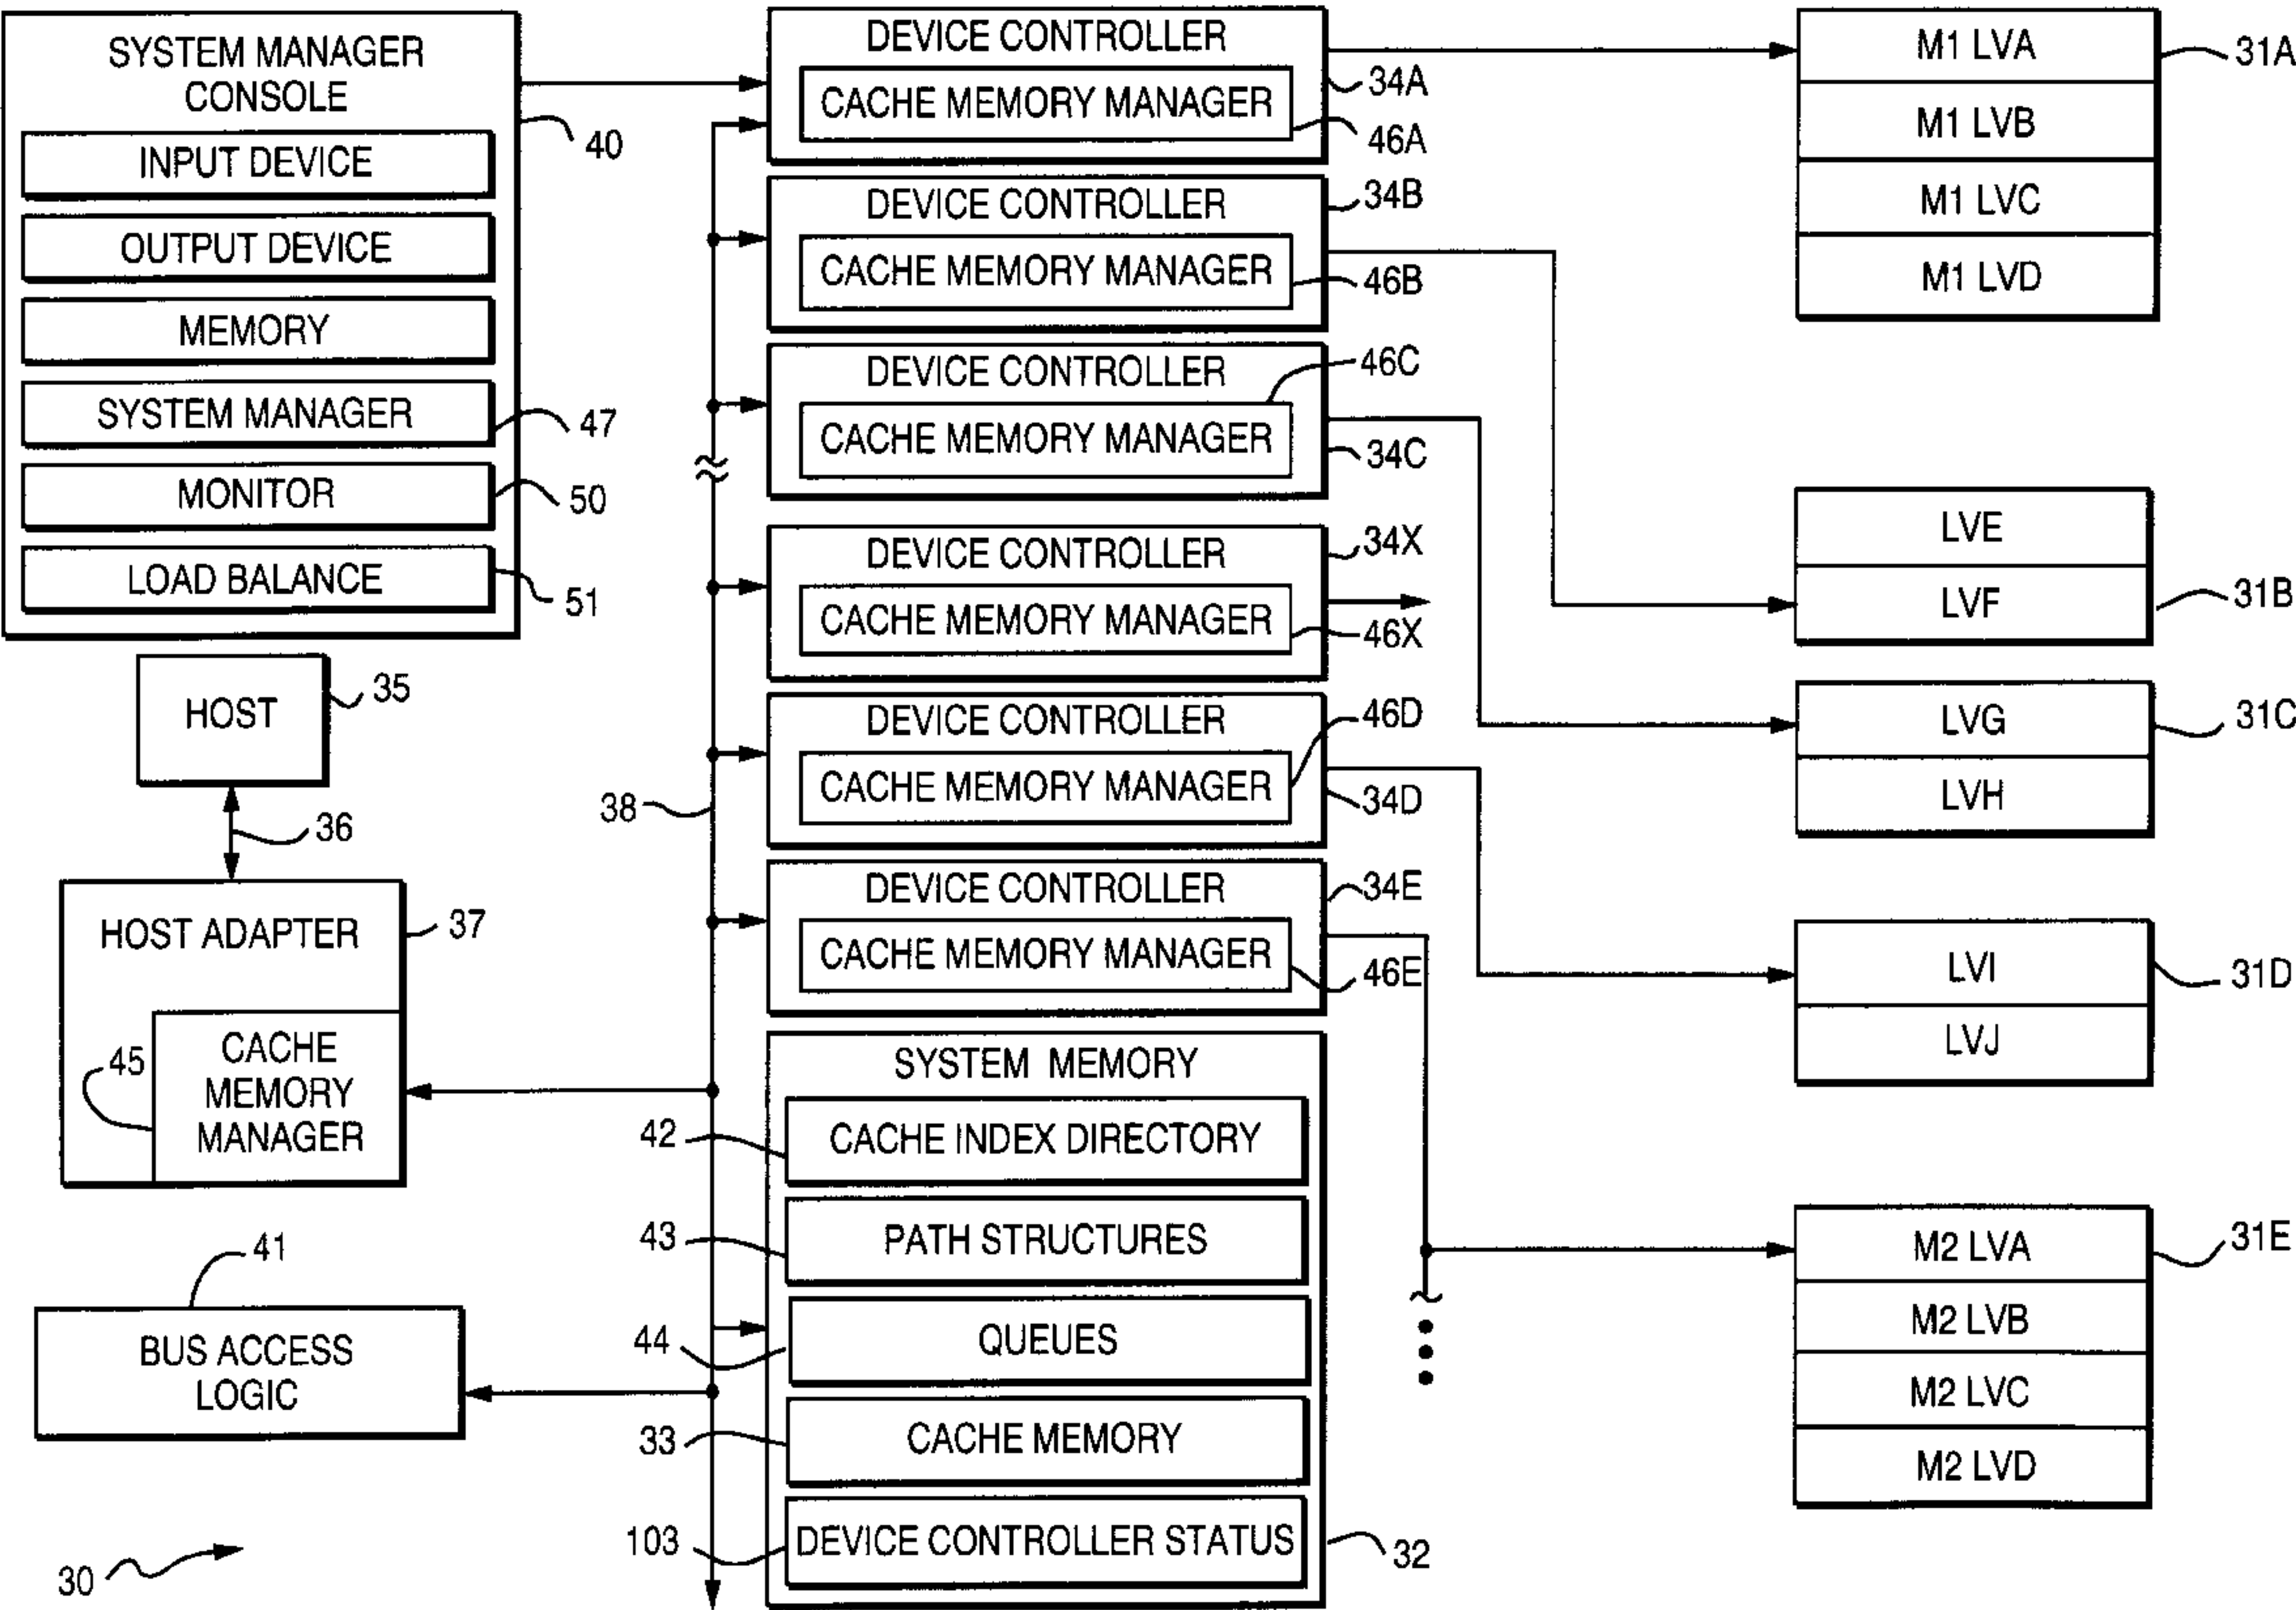 SYSTEM MANAGER
CONSOLE
40
INPUT DEVICE
OUTPUT DEVICE
MEMORY
SYSTEM MANAGER
47
MONITOR
50
LOAD BALANCE
51
HOST
35
36
HOST ADAPTER
37
45
CACHE
MEMORY
MANAGER
41
BUS ACCESS
LOGIC
30
38
DEVICE CONTROLLER
34A
CACHE MEMORY MANAGER
46A
DEVICE CONTROLLER
34B
CACHE MEMORY MANAGER
46B
DEVICE CONTROLLER
46C
CACHE MEMORY MANAGER
34C
DEVICE CONTROLLER
34X
CACHE MEMORY MANAGER
46X
DEVICE CONTROLLER
46D
CACHE MEMORY MANAGER
34D
DEVICE CONTROLLER
34E
CACHE MEMORY MANAGER
46E
SYSTEM MEMORY
42
CACHE INDEX DIRECTORY
43
PATH STRUCTURES
44
QUEUES
33
CACHE MEMORY
103
DEVICE CONTROLLER STATUS
32
M1 LVA
31A
M1 LVB
M1 LVC
M1 LVD
LVE
LVF
31B
LVG
31C
LVH
LVI
31D
LVJ
M2 LVA
31E
M2 LVB
M2 LVC
M2 LVD